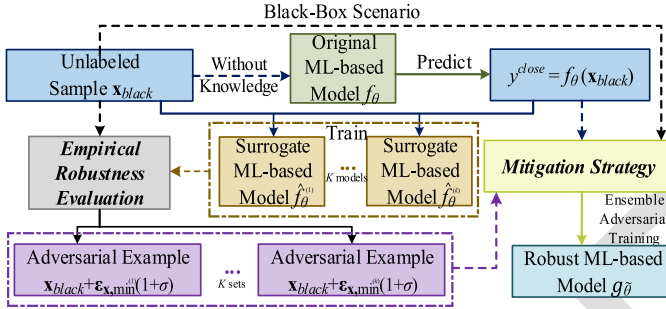 Black-Box Scenario
Unlabeled
Sample x_black
Without
Knowledge
Original
ML-based
Model f_θ
Predict
y^close = f_θ(x_black)
Train
Empirical
Robustness
Evaluation
Surrogate
ML-based
Model f̂_θ^(1)
...
K models
Surrogate
ML-based
Model f̂_θ^(k)
Mitigation Strategy
Ensemble
Adversaria
Training
Adversarial Example
x_black+ε_x,min^(1)(1+σ)
...
K sets
Adversarial Example
x_black+ε_x,min^(k)(1+σ)
Robust ML-based
Model g_θ̃